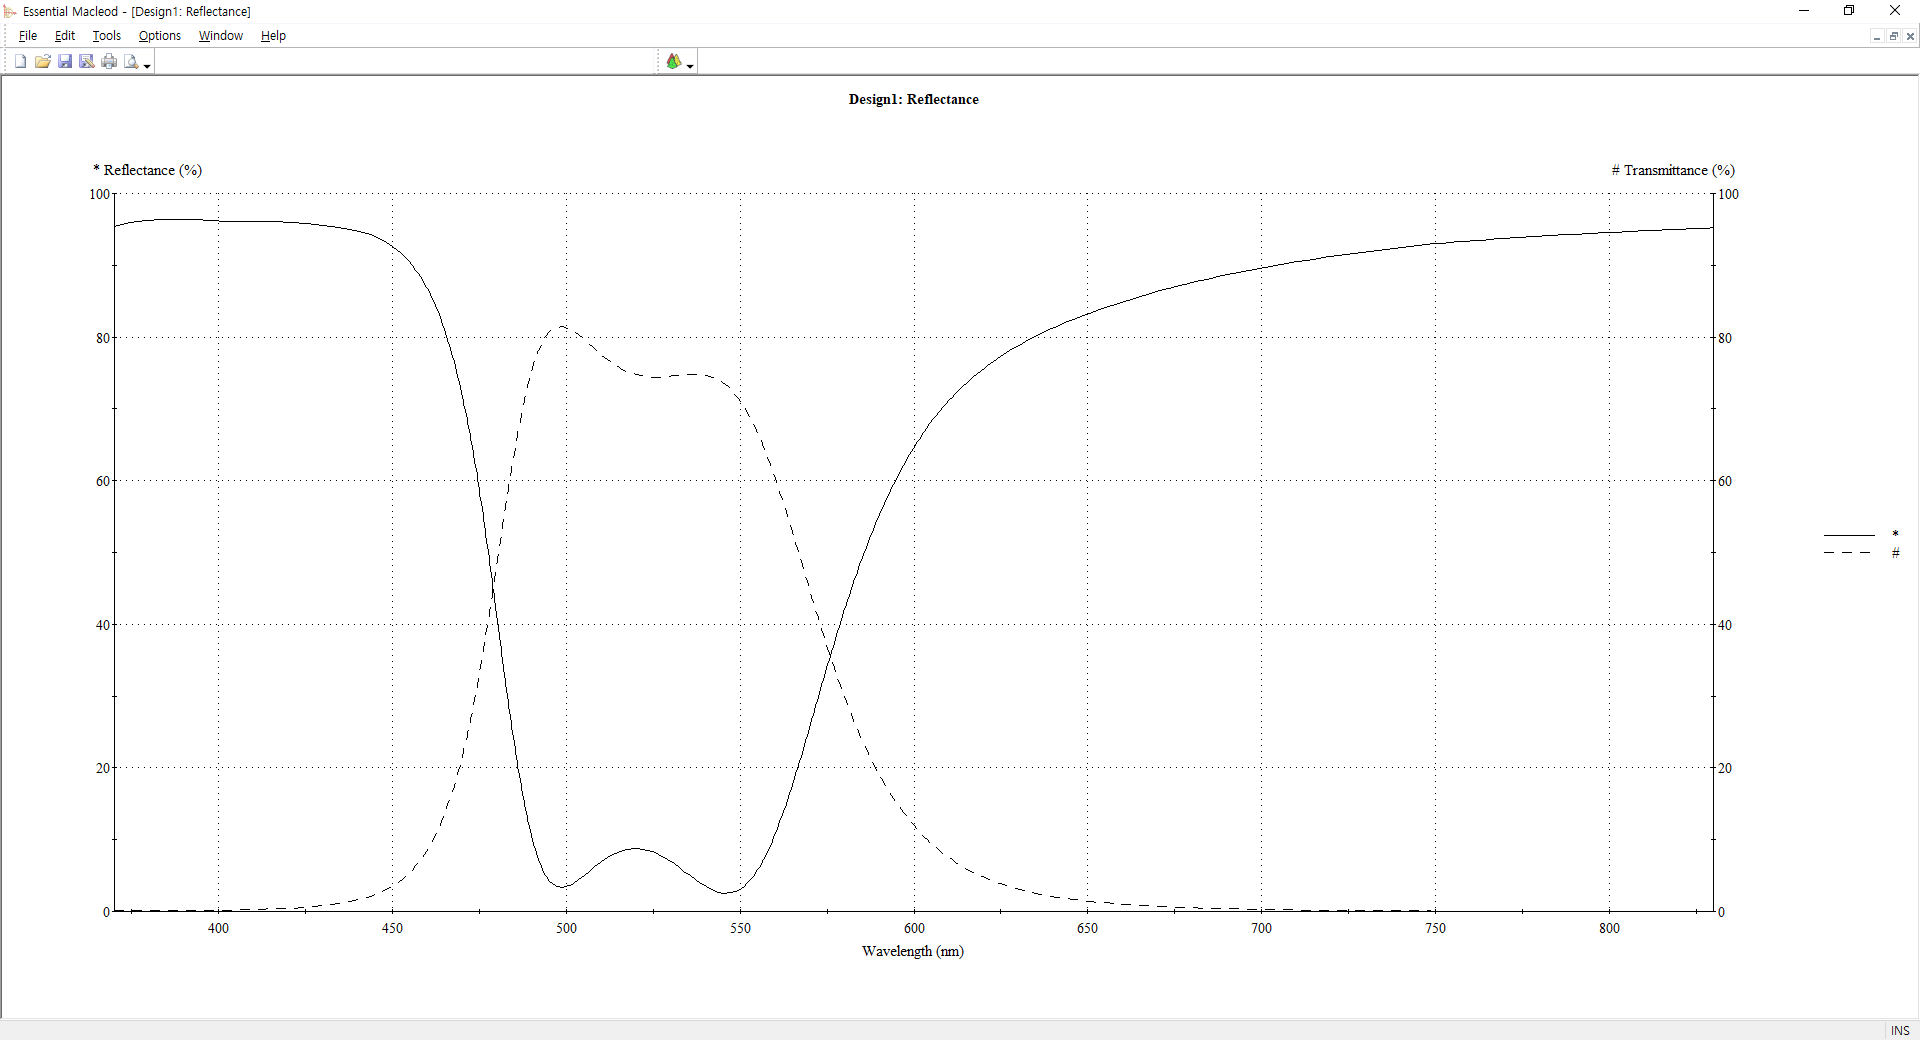 Essential Macleod - [Design1: Reflectance]
File Edit Tools Options Window Help
Design1: Reflectance
* Reflectance (%)
# Transmittance (%)
100
80
60
40
20
0
100
80
60
40
20
0
*
#
400 450 500 550 600 650 700 750 800
Wavelength (nm)
INS